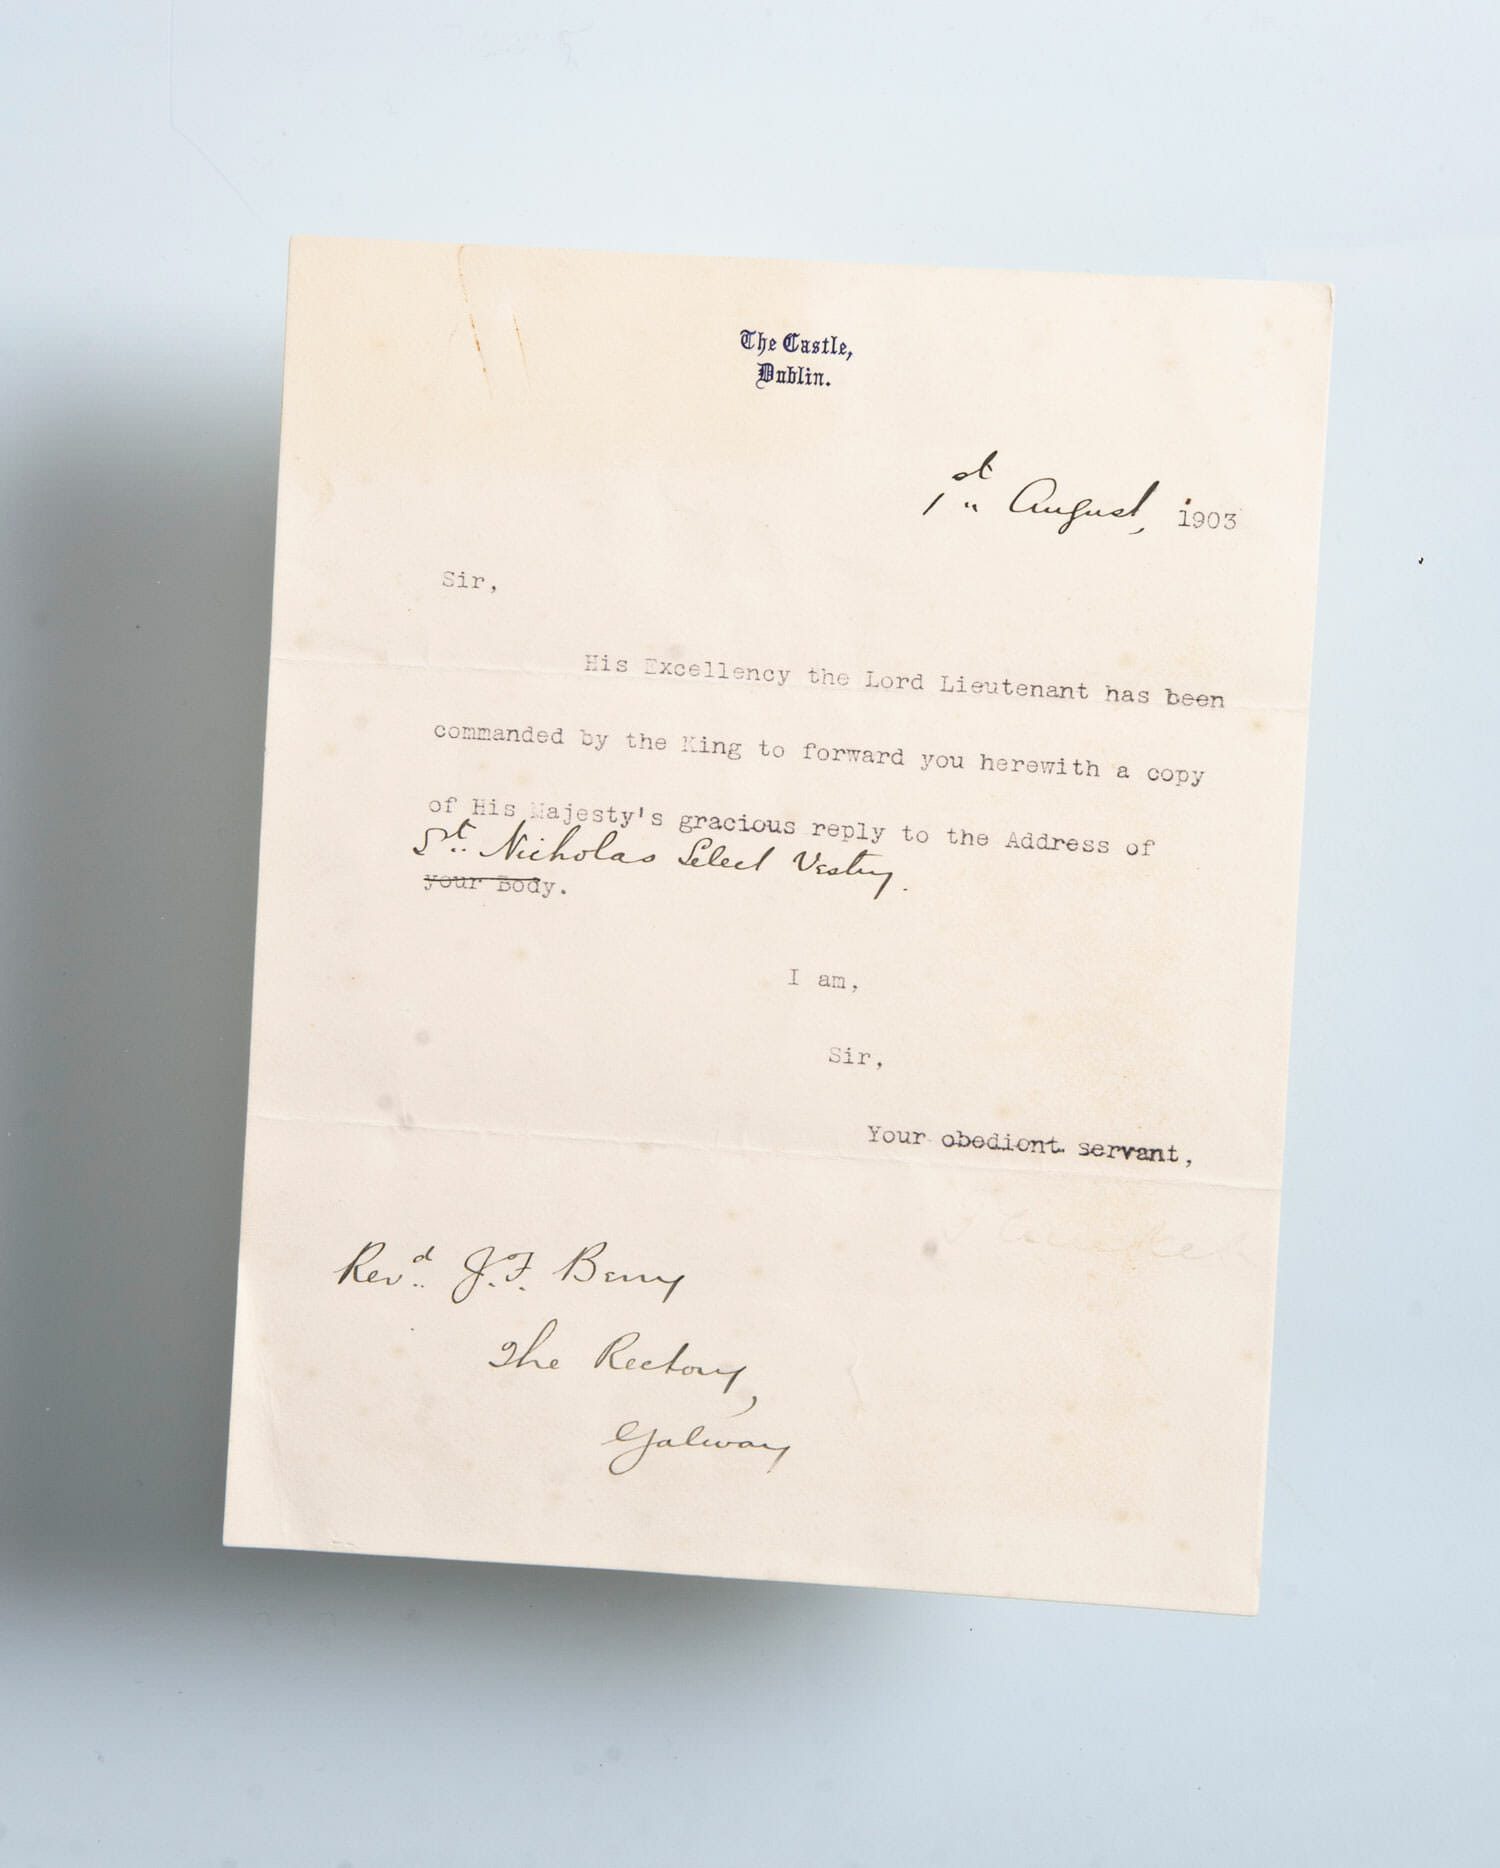 The Castle,
Dublin.
1st August, 1903
Sir,
His Excellency the Lord Lieutenant has been
commanded by the King to forward you herewith a copy
of His Majesty's gracious reply to the Address of
St. Nicholas Select Vestry.
your Body.
I am,
Sir,
Your obedient servant,
Revd. J. F. Berry
The Rectory,
Galway